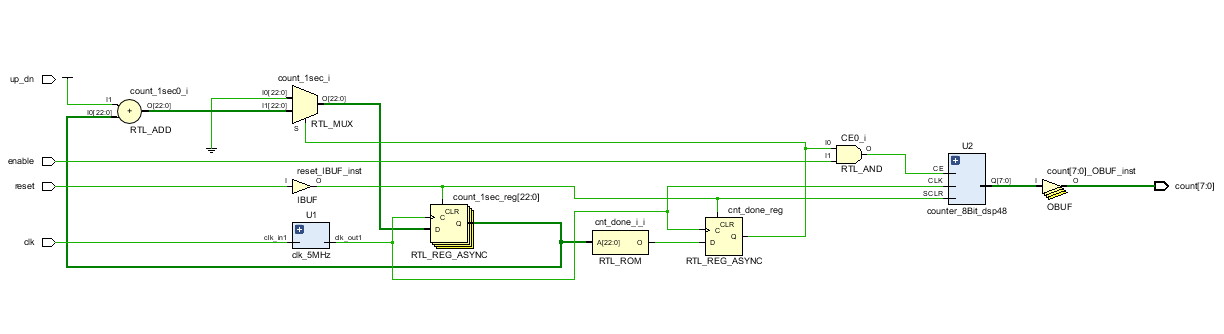 up_dn
count_1sec0_i
I1
I0[22:0]
+
O[22:0]
RTL_ADD
count_1sec_i
I0[22:0]
I1[22:0]
O[22:0]
S
RTL_MUX
enable
CE0_i
I0
I1
O
RTL_AND
reset
reset_IBUF_inst
I
O
IBUF
clk
U1
clk_in1
clk_out1
clk_5MHz
count_1sec_reg[22:0]
CLR
C
D
Q
RTL_REG_ASYNC
cnt_done_i_i
A[22:0]
O
RTL_ROM
cnt_done_reg
CLR
C
D
Q
RTL_REG_ASYNC
U2
CE
CLK
SCLR
Q[7:0]
counter_8Bit_dsp48
count[7:0]_OBUF_inst
I
O
OBUF
count[7:0]